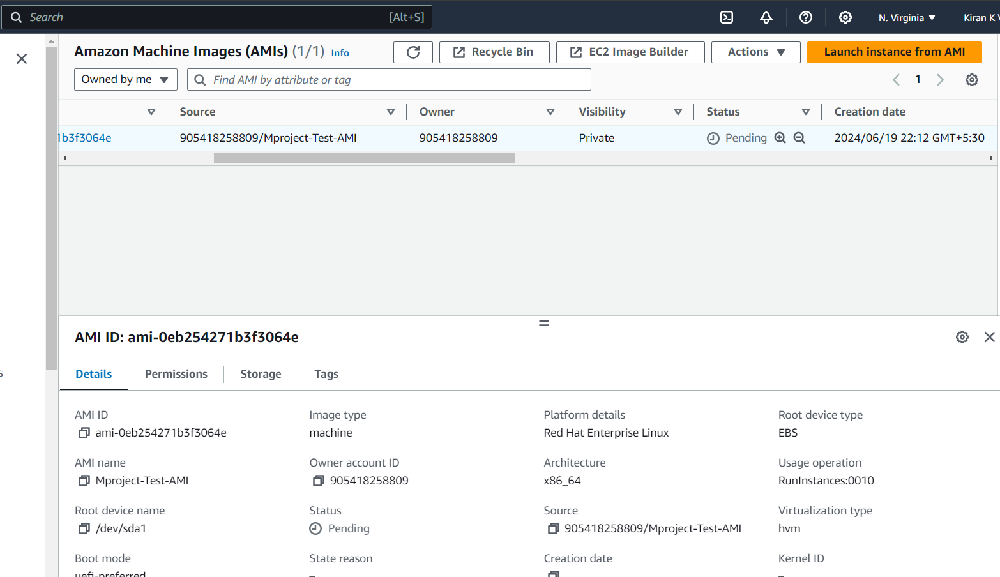 Search [Alt+S] N. Virginia Kiran K
Amazon Machine Images (AMIs) (1/1) Info Recycle Bin EC2 Image Builder Actions Launch instance from AMI
Owned by me Find AMI by attribute or tag 1
Source Owner Visibility Status Creation date
1b3f3064e 905418258809/Mproject-Test-AMI 905418258809 Private Pending 2024/06/19 22:12 GMT+5:30
AMI ID: ami-0eb254271b3f3064e
s
Details Permissions Storage Tags
AMI ID Image type Platform details Root device type
ami-0eb254271b3f3064e machine Red Hat Enterprise Linux EBS
AMI name Owner account ID Architecture Usage operation
Mproject-Test-AMI 905418258809 x86_64 RunInstances:0010
Root device name Status Source Virtualization type
/dev/sda1 Pending 905418258809/Mproject-Test-AMI hvm
Boot mode State reason Creation date Kernel ID
uefi-preferred – –